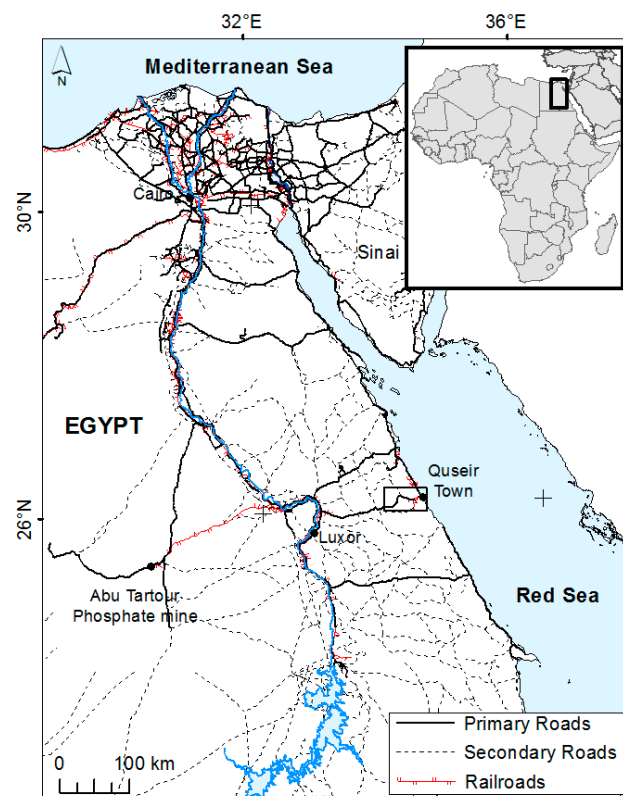 32°E
36°E
Mediterranean Sea
N
Cairo
30°N
Sinai
EGYPT
Quseir
Town
26°N
Luxor
Abu Tartour
Phosphate mine
Red Sea
Primary Roads
Secondary Roads
Railroads
0 100 km